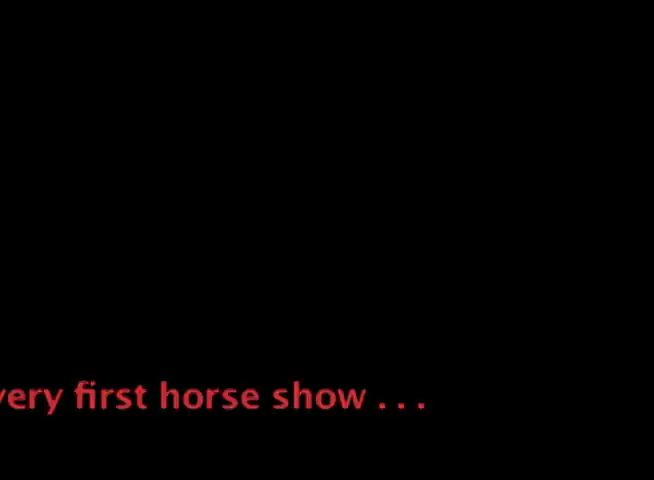 very first horse show . . .